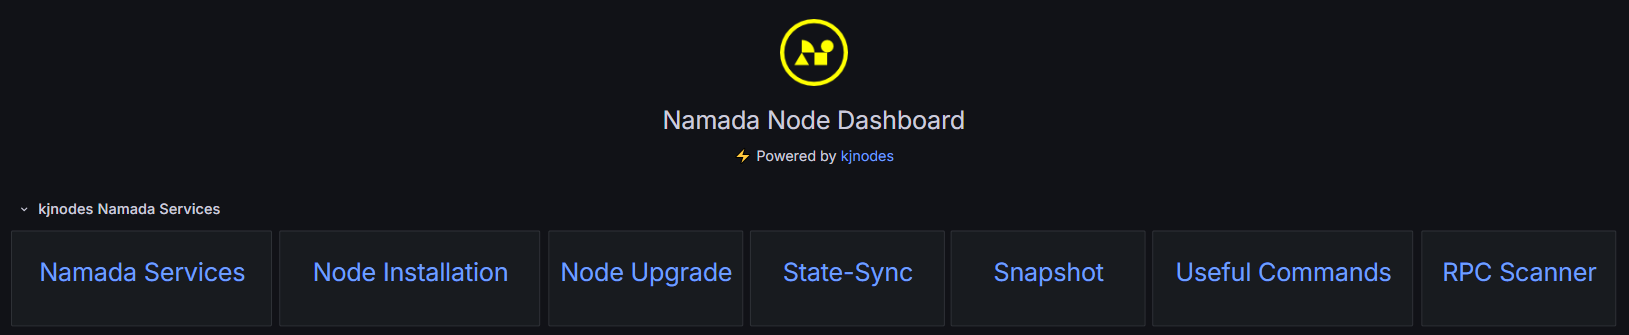 Namada Node Dashboard
⚡ Powered by kjnodes
kjnodes Namada Services
Namada Services
Node Installation
Node Upgrade
State-Sync
Snapshot
Useful Commands
RPC Scanner